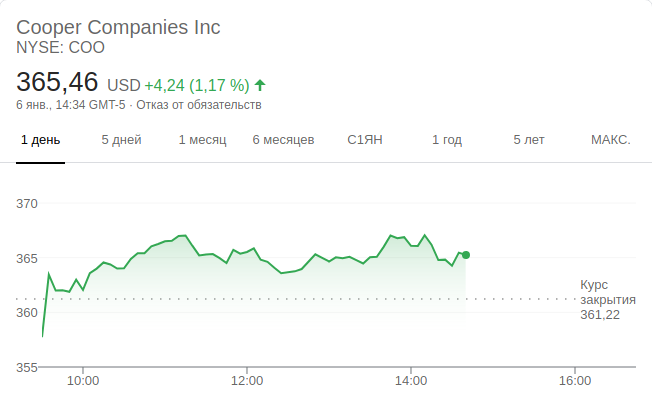 Cooper Companies Inc
NYSE: COO
365,46 USD +4,24 (1,17 %)
6 янв., 14:34 GMT-5 · Отказ от обязательств
1 день 5 дней 1 месяц 6 месяцев С1ЯН 1 год 5 лет МАКС.
370
365
Курс
закрытия
361,22
360
355
10:00 12:00 14:00 16:00